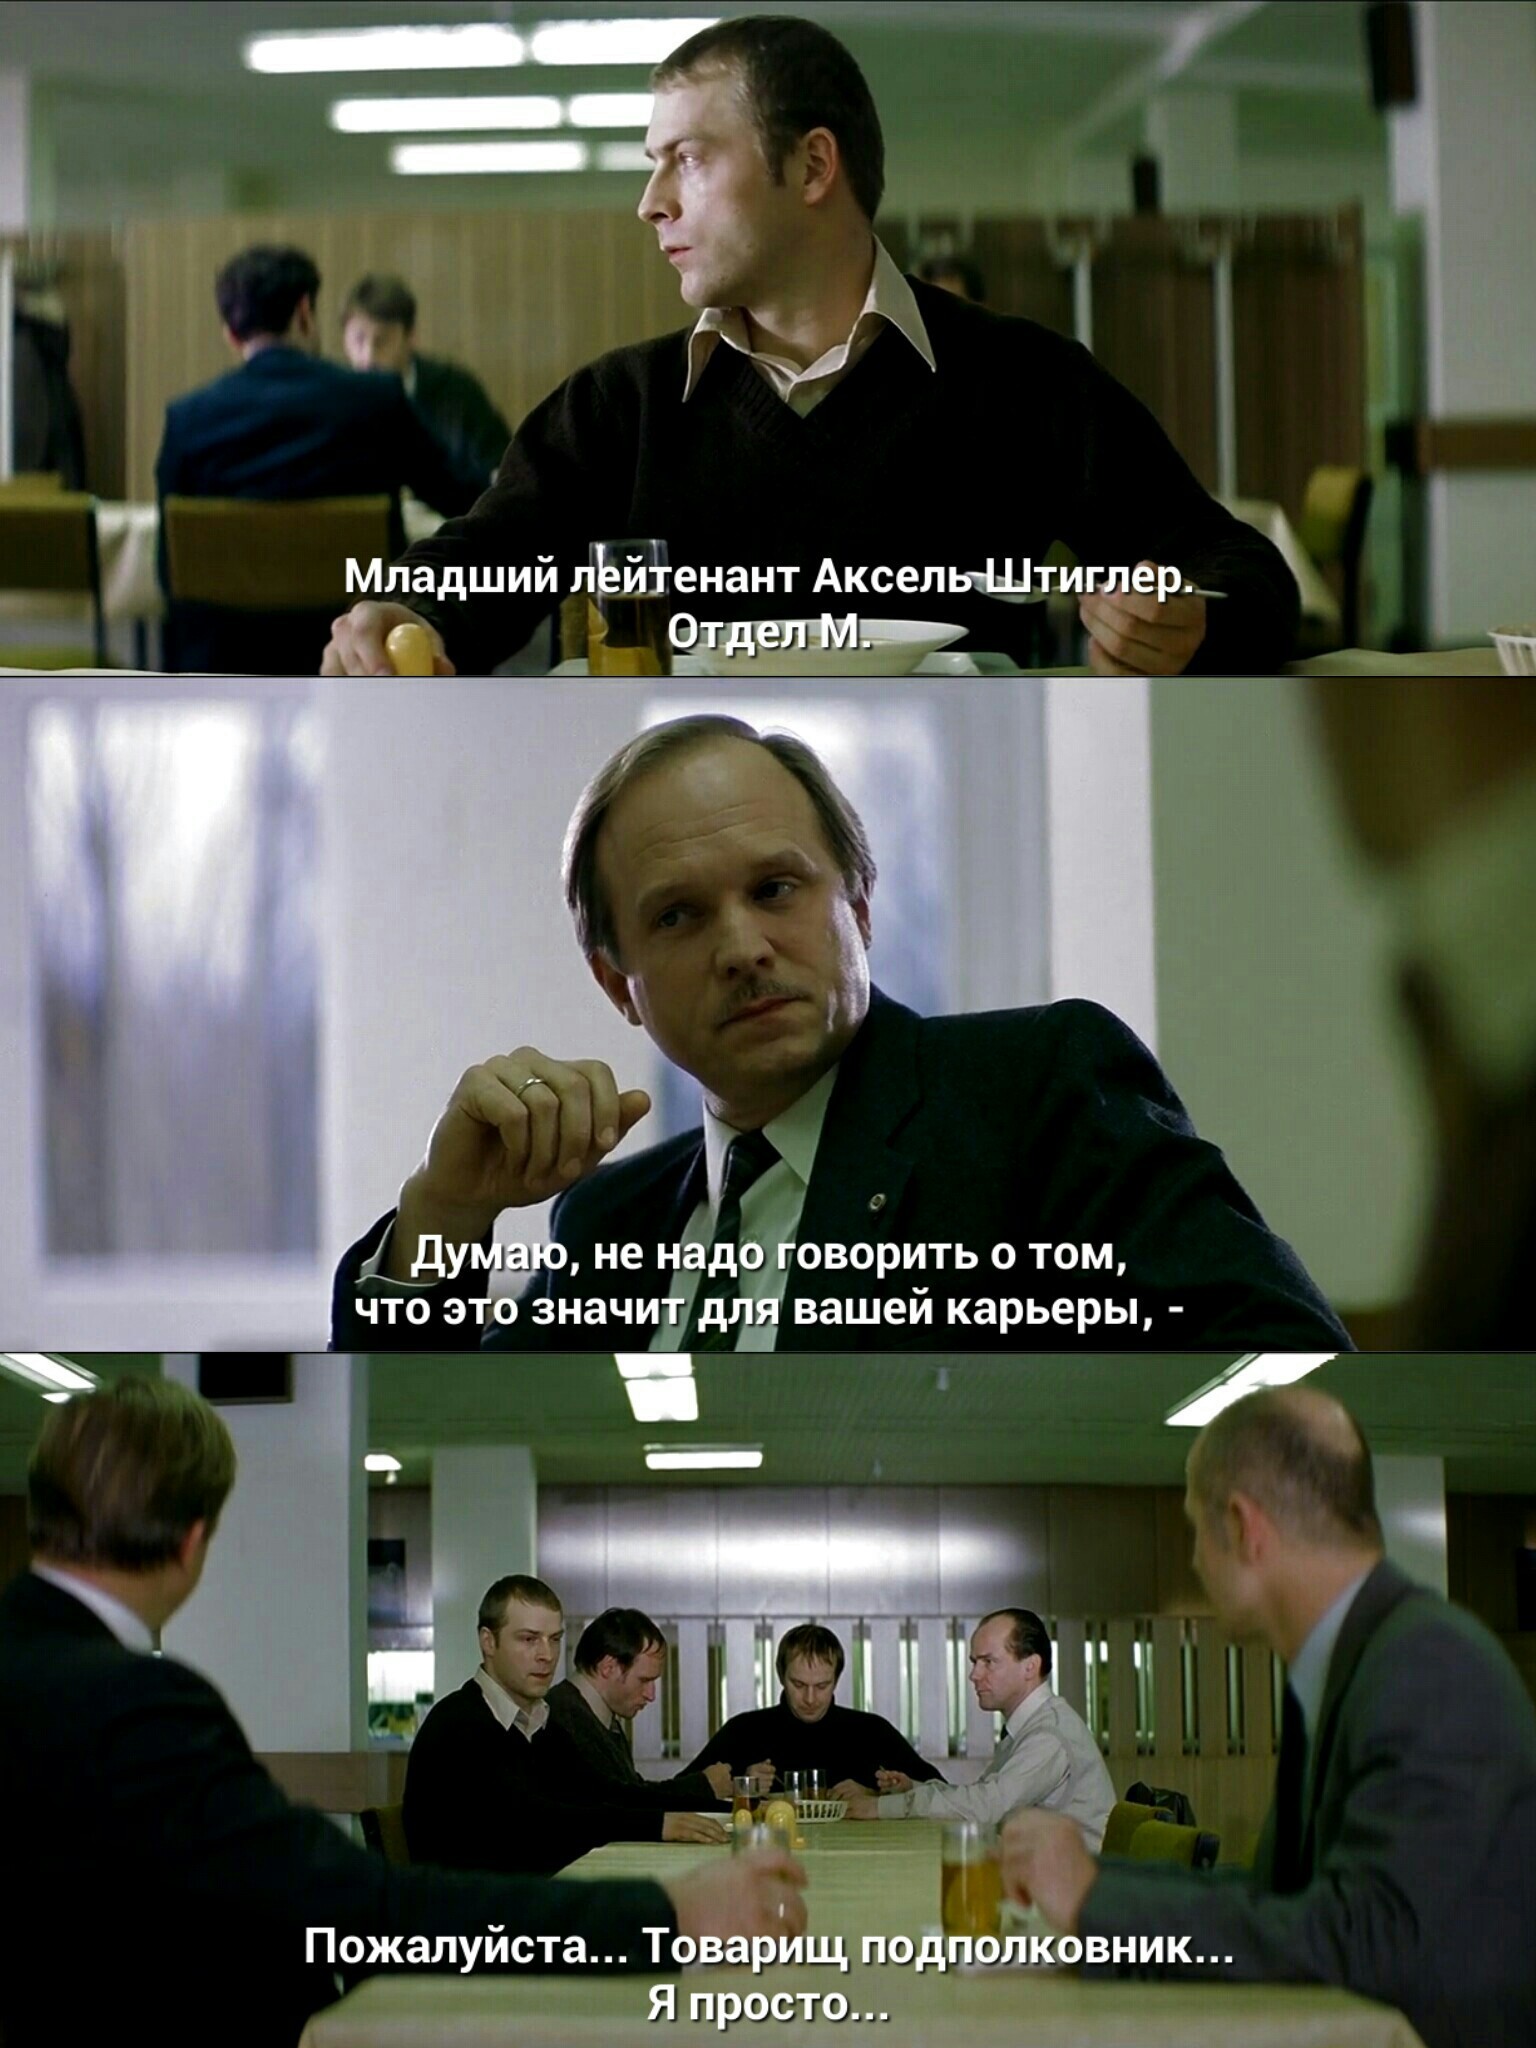 Младший лейтенант Аксель Штиглер.
Отдел М.
Думаю, не надо говорить о том,
что это значит для вашей карьеры, -
Пожалуйста... Товарищ подполковник...
Я просто...